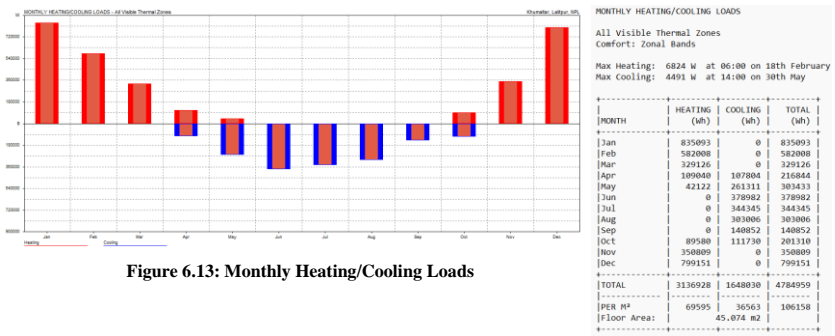 MONTHLY HEATING/COOLING LOADS - All Visible Thermal Zones
Khumaltar, Lalitpur, NPL
W
720000
0
720000
Jan Feb Mar Apr May Jun Jul Aug Sep Oct Nov Dec
Heating Cooling
Figure 6.13: Monthly Heating/Cooling Loads
MONTHLY HEATING/COOLING LOADS
All Visible Thermal Zones
Comfort: Zonal Bands
Max Heating: 6824 W at 06:00 on 18th February
Max Cooling: 4491 W at 14:00 on 30th May
| HEATING | COOLING | TOTAL |
|MONTH | (Wh) | (Wh) | (Wh) |
|Jan | 835093 | 0 | 835093 |
|Feb | 582008 | 0 | 582008 |
|Mar | 329126 | 0 | 329126 |
|Apr | 109040 | 107804 | 216844 |
|May | 42122 | 261311 | 303433 |
|Jun | 0 | 378982 | 378982 |
|Jul | 0 | 344345 | 344345 |
|Aug | 0 | 303006 | 303006 |
|Sep | 0 | 140852 | 140852 |
|Oct | 89580 | 111730 | 201310 |
|Nov | 350809 | 0 | 350809 |
|Dec | 799151 | 0 | 799151 |
|TOTAL | 3136928 | 1648030 | 4784959 |
|PER M² | 69595 | 36563 | 106158 |
|Floor Area: | 45.074 m2 | |